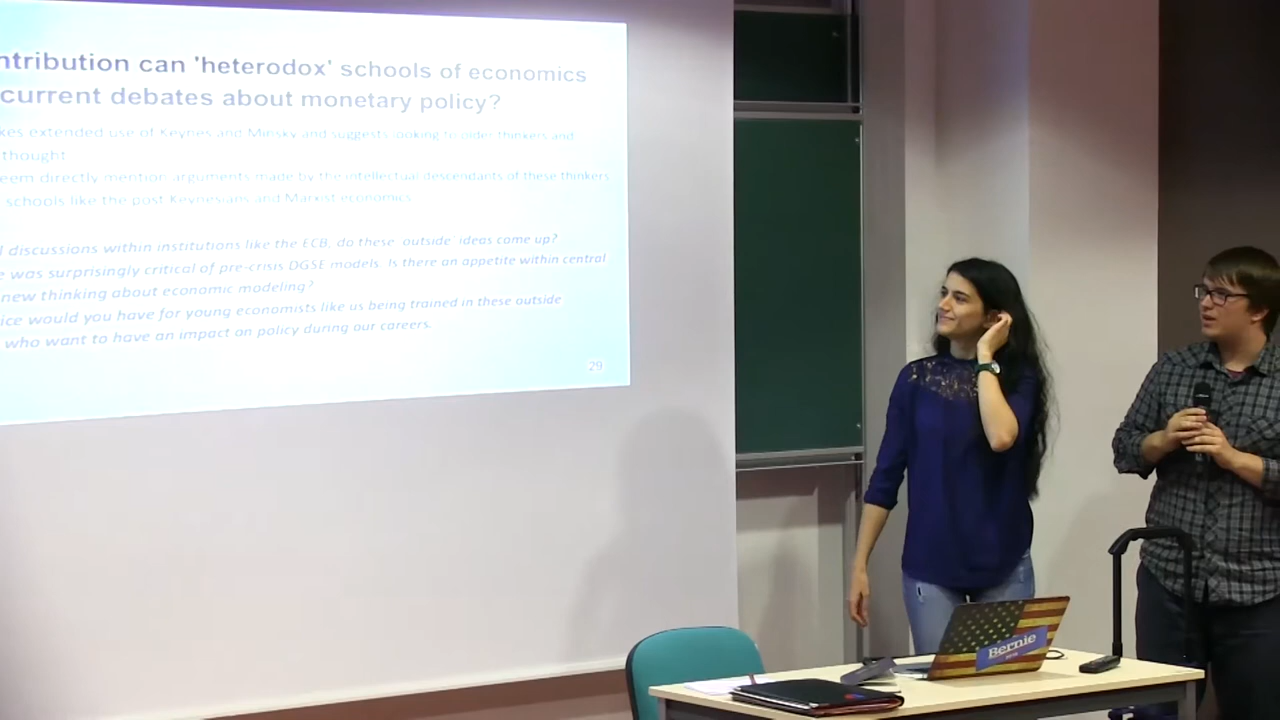 ntribution can 'heterodox' schools of economics
current debates about monetary policy?
kes extended use of Keynes and Minsky and suggests looking to older thinkers and
thought
eem directly mention arguments made by the intellectual descendants of these thinkers
schools like the post Keynesians and Marxist economics.
l discussions within institutions like the ECB, do these 'outside' ideas come up?
e was surprisingly critical of pre-crisis DGSE models. Is there an appetite within central
new thinking about economic modeling?
ice would you have for young economists like us being trained in these outside
who want to have an impact on policy during our careers.
29
Bernie